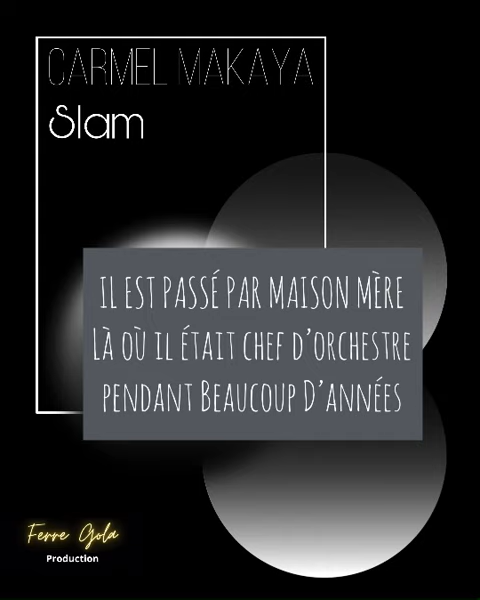 CARMEL MAKAYA
Slam
IL EST PASSÉ PAR MAISON MÈRE
LÀ OÙ IL ÉTAIT CHEF D'ORCHESTRE
PENDANT BEAUCOUP D'ANNÉES
Ferre Gola
Production